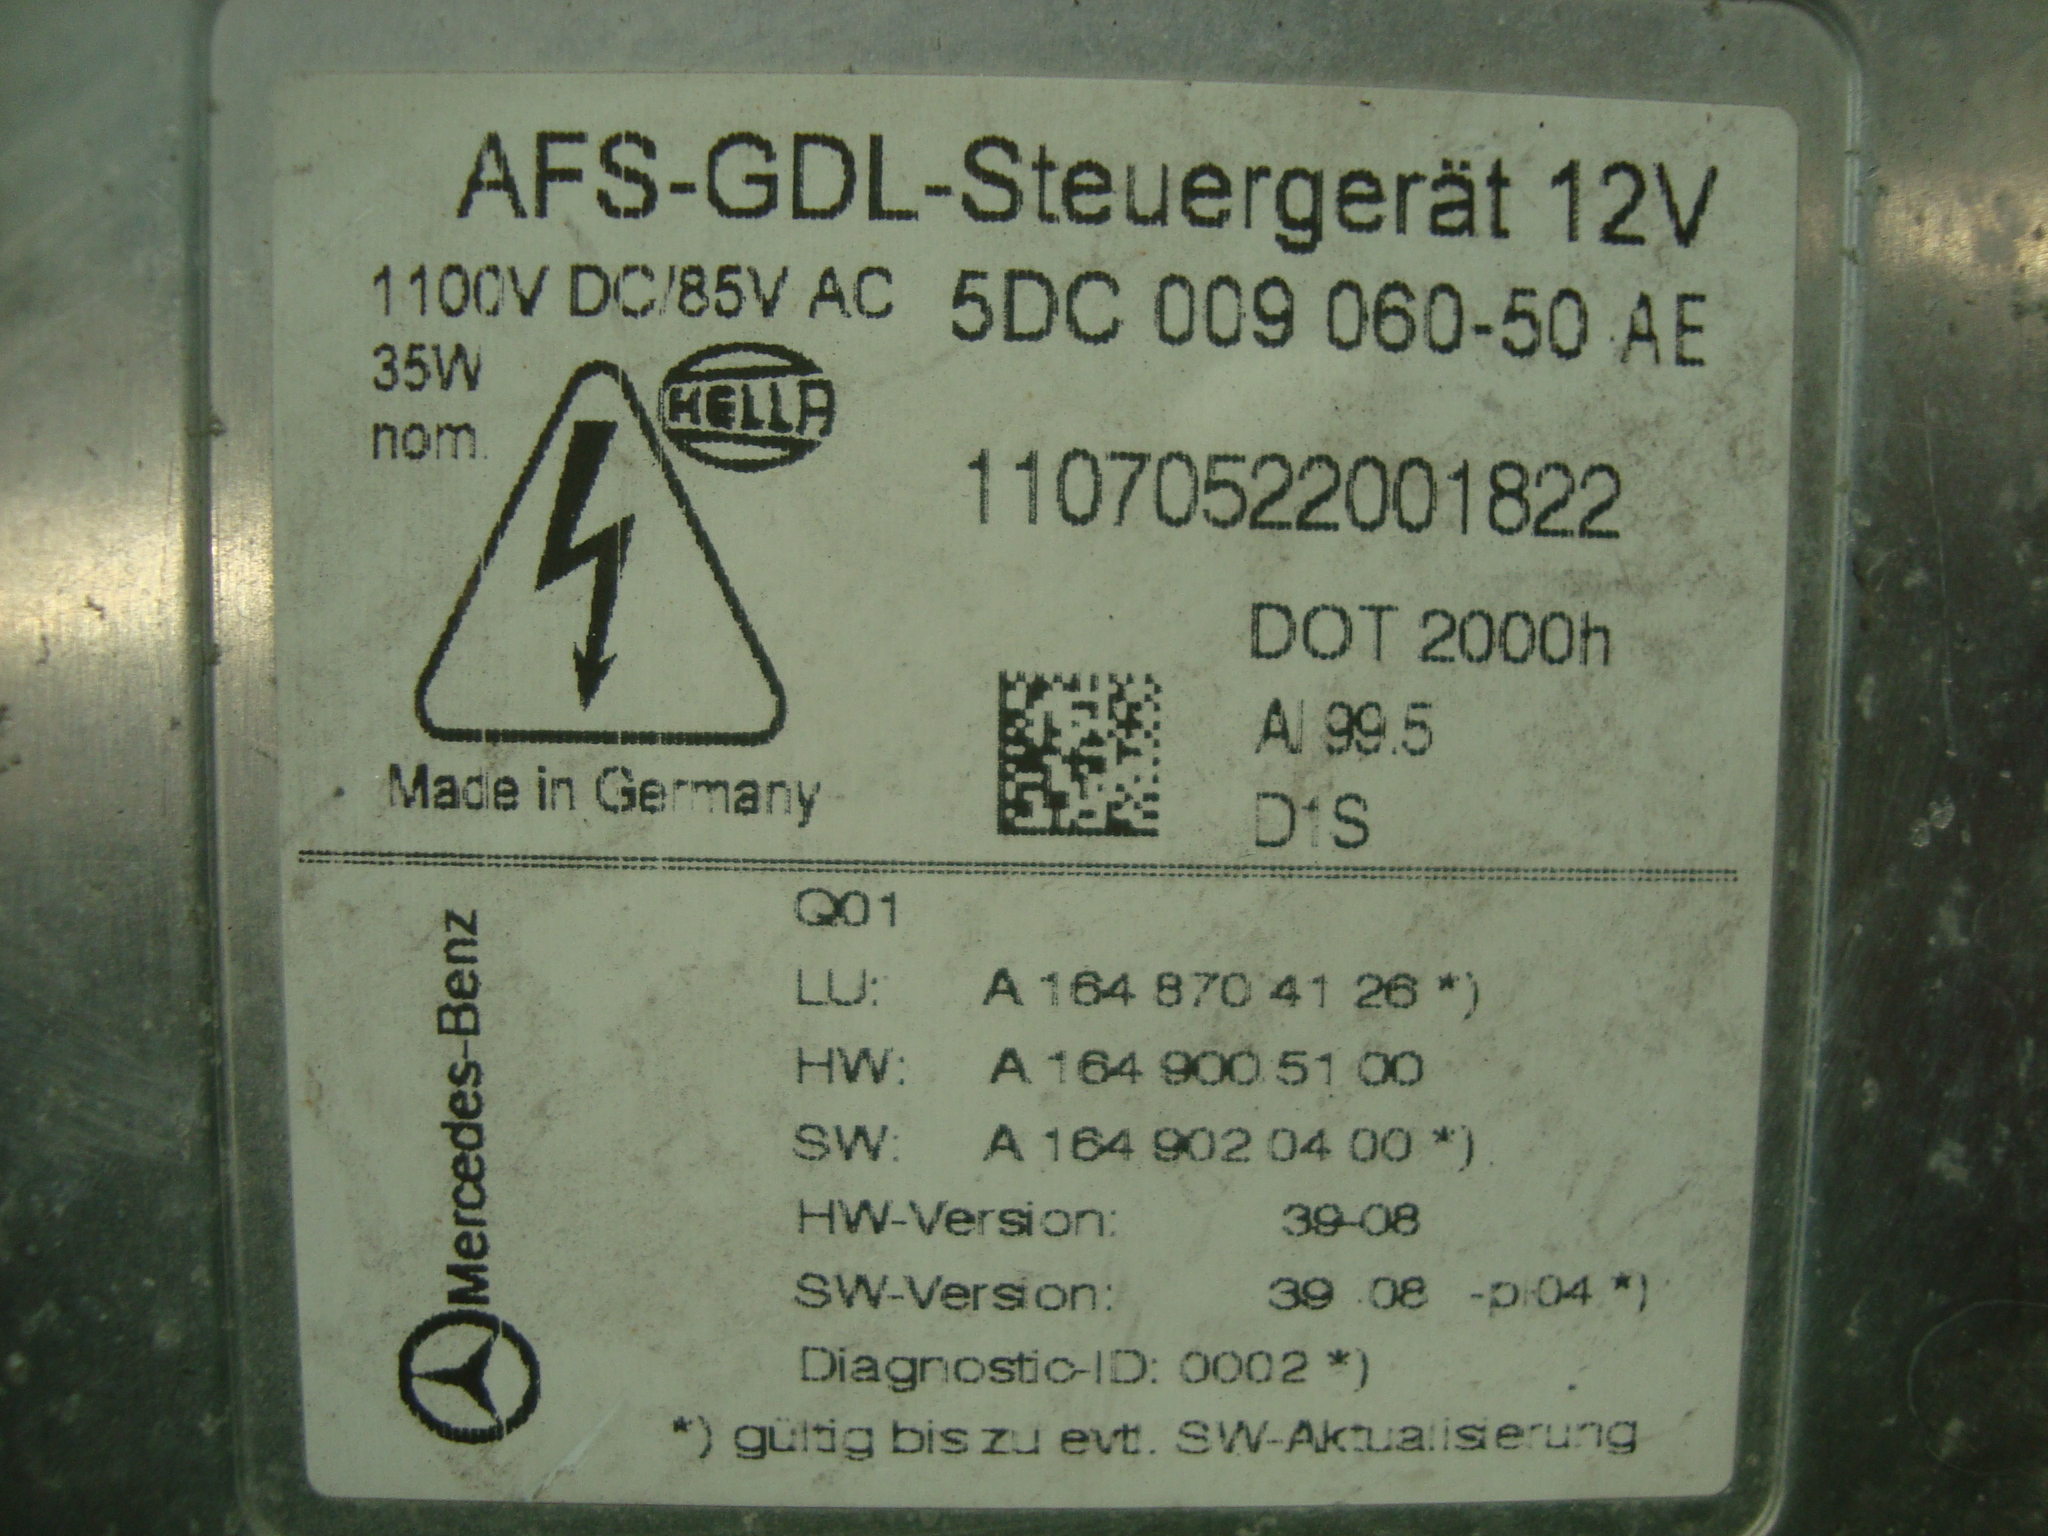 AFS-GDL-Steuergerät 12V
1100V DC/85V AC
5DC 009 060-50 AE
35W
nom.
HELLA
11070522001822
DOT 2000h
Al 99.5
D1S
Made in Germany
Mercedes-Benz
Q01
LU: A 164 870 41 26 *)
HW: A 164 900 51 00
SW: A 164 902 04 00 *)
HW-Version: 39-08
SW-Version: 39 08 -pl04 *)
Diagnostic-ID: 0002 *)
*) gültig bis zu evtl. SW-Aktualisierung